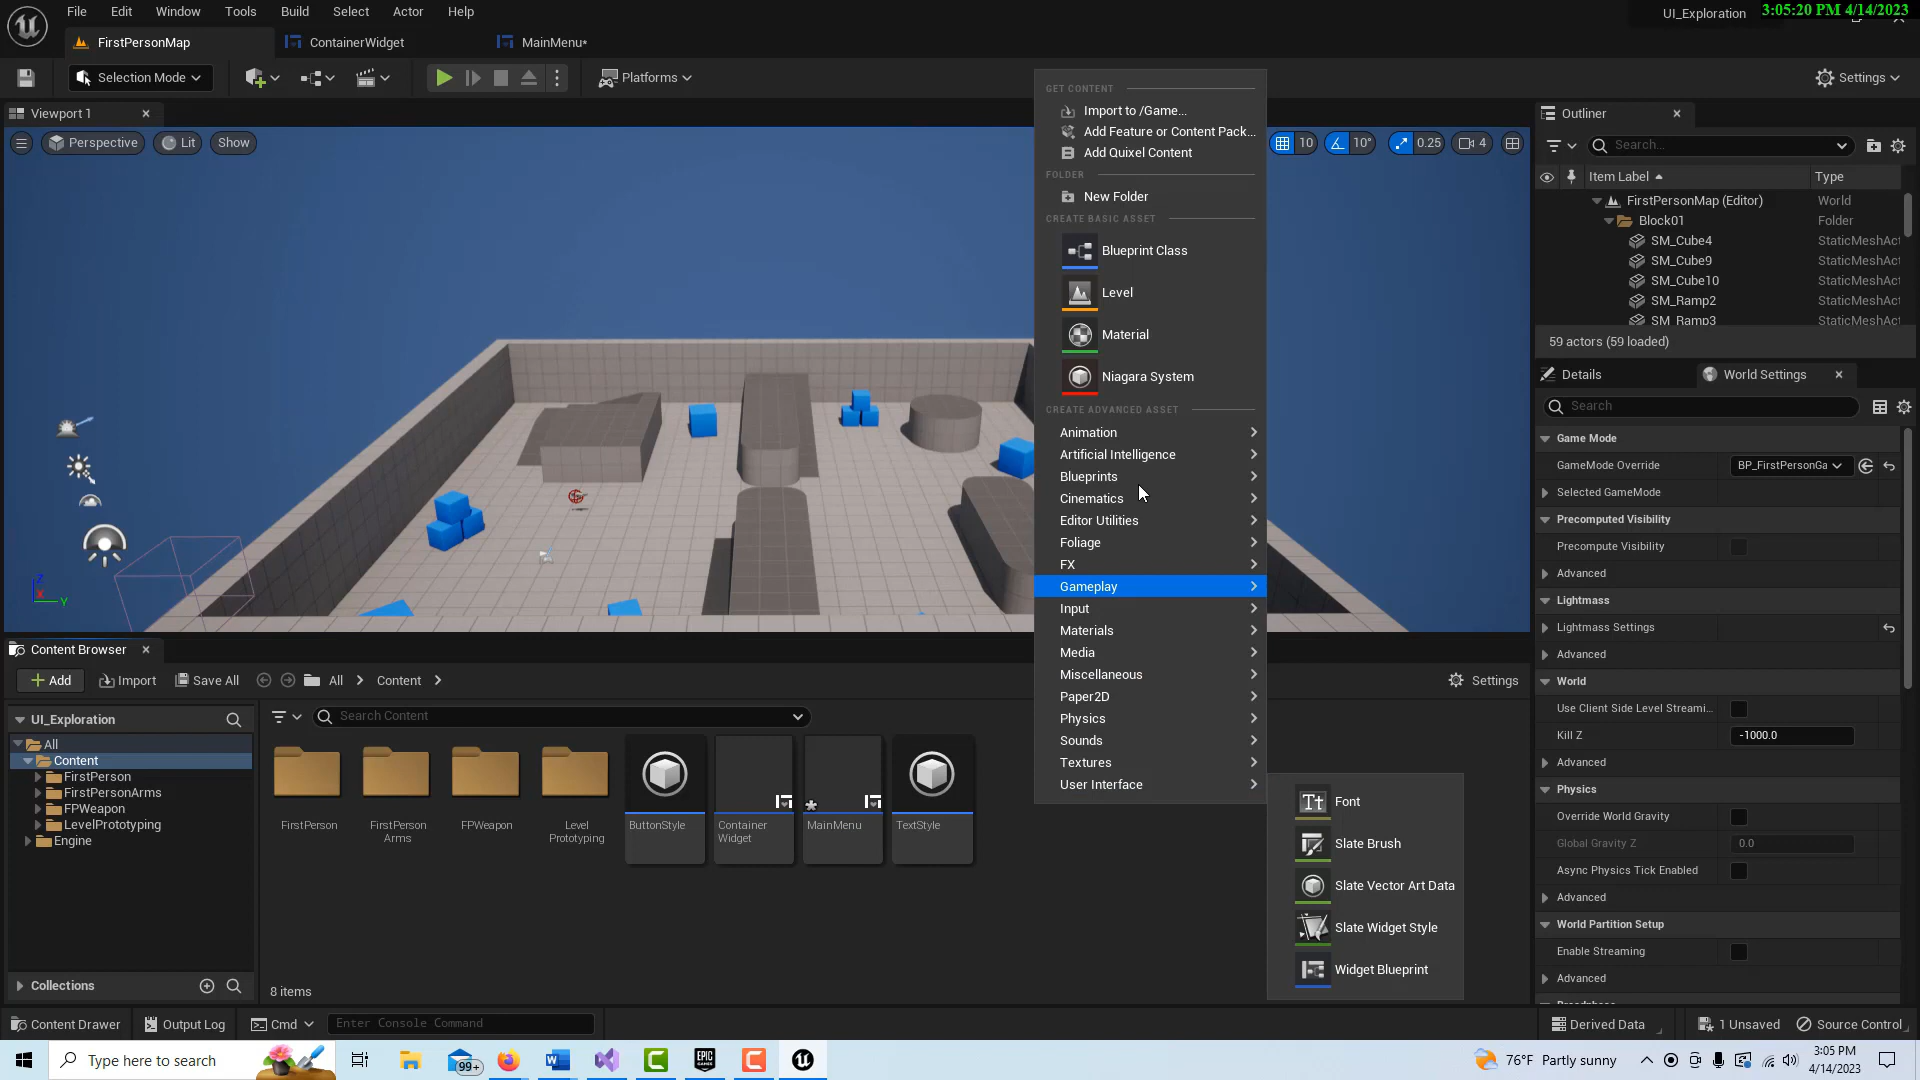 File Edit Window Tools Build Select Actor Help
UI_Exploration
3:05:20 PM 4/14/2023
FirstPersonMap
ContainerWidget
MainMenu*
Selection Mode
Platforms
Settings
Viewport 1
Perspective
Lit
Show
10
10°
0.25
4
GET CONTENT
Import to /Game...
Add Feature or Content Pack...
Add Quixel Content
FOLDER
New Folder
CREATE BASIC ASSET
Blueprint Class
Level
Material
Niagara System
CREATE ADVANCED ASSET
Animation
Artificial Intelligence
Blueprints
Cinematics
Editor Utilities
Foliage
FX
Gameplay
Input
Materials
Media
Miscellaneous
Paper2D
Physics
Sounds
Textures
User Interface
Font
Slate Brush
Slate Vector Art Data
Slate Widget Style
Widget Blueprint
Outliner
Search...
Item Label Type
FirstPersonMap (Editor) World
Block01 Folder
SM_Cube4 StaticMeshAct
SM_Cube9 StaticMeshAct
SM_Cube10 StaticMeshAct
SM_Ramp2 StaticMeshAct
SM_Ramp3 StaticMeshAct
59 actors (59 loaded)
Details
World Settings
Search
Game Mode
GameMode Override BP_FirstPersonGa
Selected GameMode
Precomputed Visibility
Precompute Visibility
Advanced
Lightmass
Lightmass Settings
Advanced
World
Use Client Side Level Streami...
Kill Z -1000.0
Advanced
Physics
Override World Gravity
Global Gravity Z 0.0
Async Physics Tick Enabled
Advanced
World Partition Setup
Enable Streaming
Advanced
Z
X
Y
Content Browser
Add
Import
Save All
All
Content
Settings
UI_Exploration
Search Content
All
Content
FirstPerson
FirstPersonArms
FPWeapon
LevelPrototyping
Engine
Collections
FirstPerson
FirstPerson
Arms
FPWeapon
Level
Prototyping
ButtonStyle
Container
Widget
MainMenu
TextStyle
8 items
Content Drawer
Output Log
Cmd
Enter Console Command
Derived Data
1 Unsaved
Source Control
Type here to search
99+
EPIC
GAMES
76°F Partly sunny
3:05 PM
4/14/2023